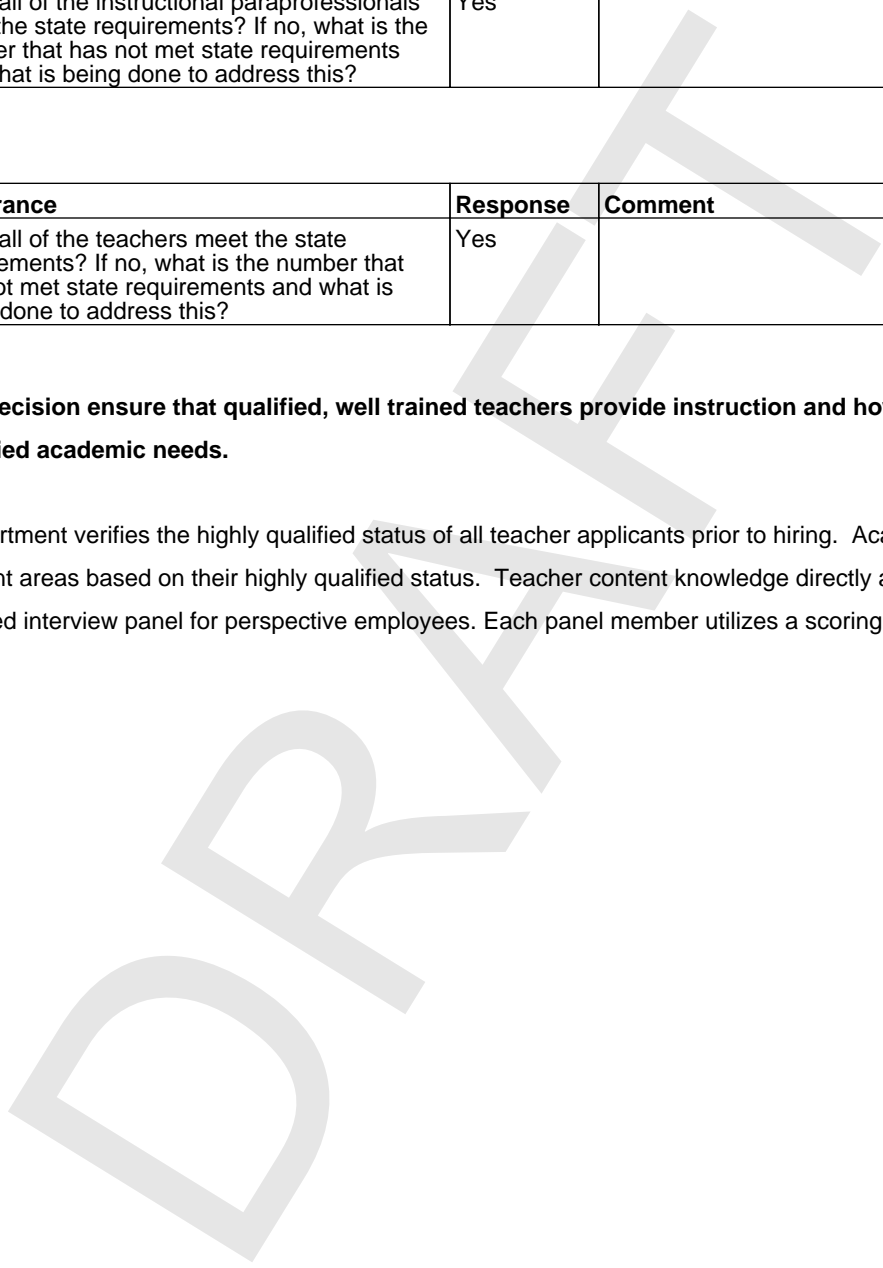 all of the instructional paraprofessionals Yes
the state requirements? If no, what is the
er that has not met state requirements
hat is being done to address this?
rance Response Comment
all of the teachers meet the state Yes
ements? If no, what is the number that
ot met state requirements and what is
done to address this?
ecision ensure that qualified, well trained teachers provide instruction and ho
ied academic needs.
rtment verifies the highly qualified status of all teacher applicants prior to hiring. Aca
nt areas based on their highly qualified status. Teacher content knowledge directly a
ed interview panel for perspective employees. Each panel member utilizes a scoring
DRAFT